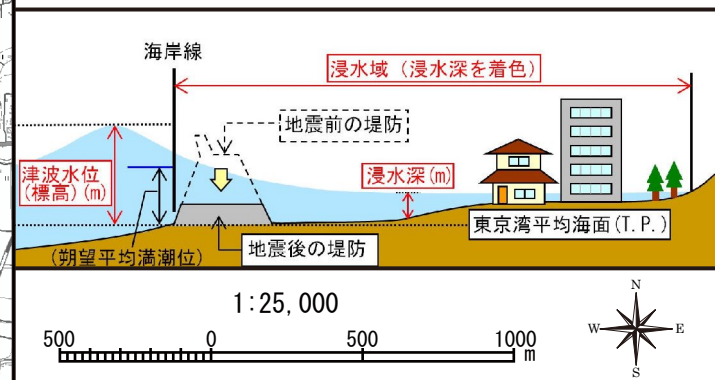 海岸線
浸水域（浸水深を着色）
地震前の堤防
津波水位
(標高)(m)
浸水深(m)
東京湾平均海面(T.P.)
(朔望平均満潮位)
地震後の堤防
1:25,000
500 0 500 1000
m
N
W E
S